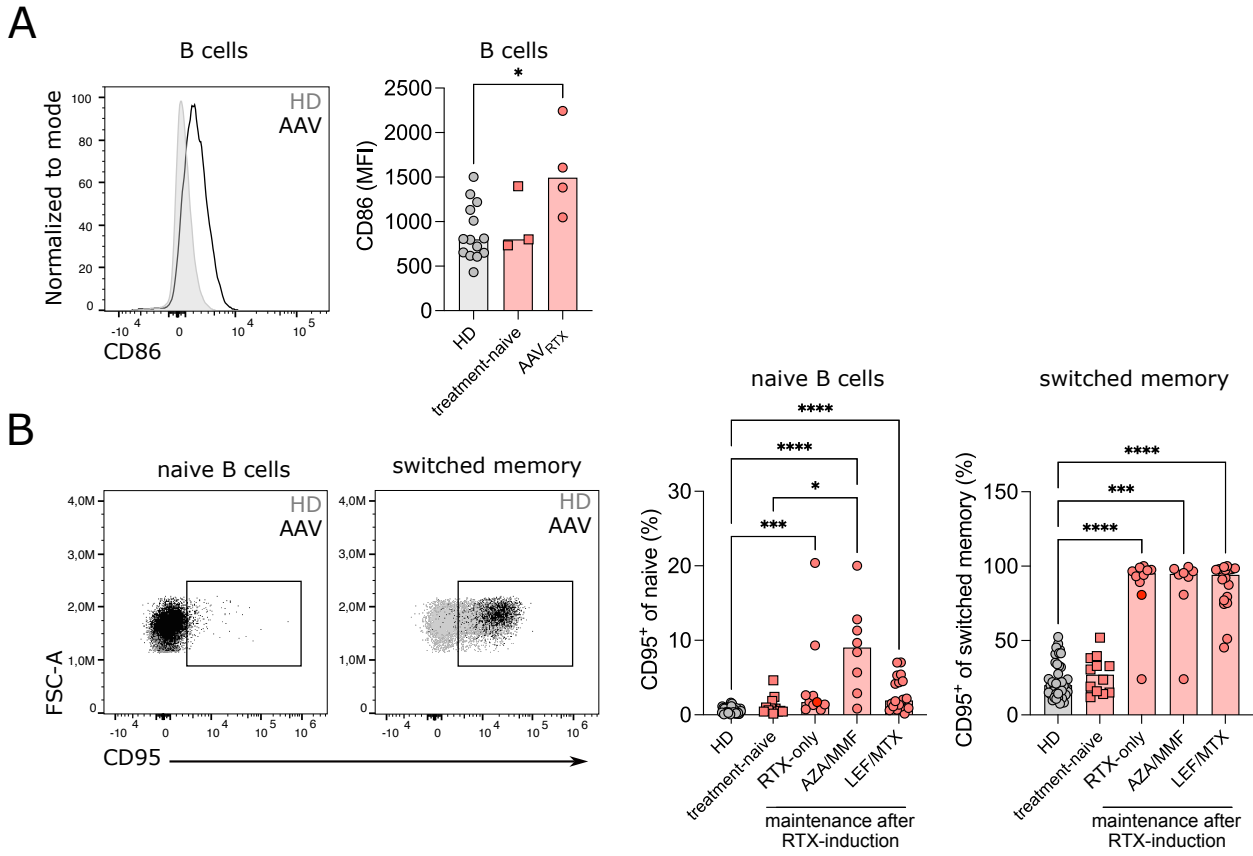 A
B cells
HD
AAV
Normalized to mode
100
80
60
40
20
0
-10 4 0 10 4 10 5
CD86
B cells
*
CD86 (MFI)
2500
2000
1500
1000
500
0
HD
treatment-naive
AAVRTX
B
naive B cells
HD
AAV
FSC-A
4,0M
3,0M
2,0M
1,0M
-10 4 0 10 4 10 5 10 6
CD95
switched memory
HD
AAV
4,0M
3,0M
2,0M
1,0M
-10 4 0 10 4 10 5 10 6
naive B cells
****
****
*
***
CD95+ of naive (%)
30
20
10
0
HD
treatment-naive
RTX-only
AZA/MMF
LEF/MTX
maintenance after
RTX-induction
switched memory
****
***
****
CD95+ of switched memory (%)
150
100
50
0
HD
treatment-naive
RTX-only
AZA/MMF
LEF/MTX
maintenance after
RTX-induction